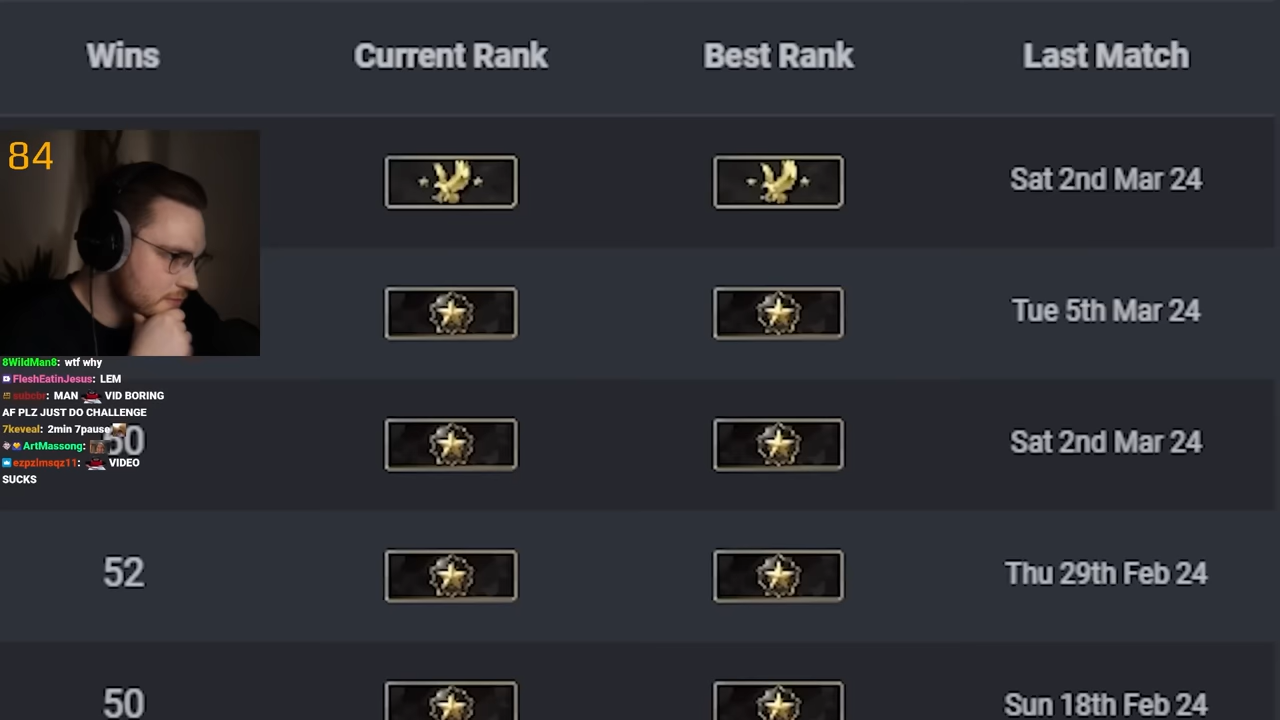 Wins Current Rank Best Rank Last Match
84
Sat 2nd Mar 24
Tue 5th Mar 24
8WildMan8: wtf why
FleshEatinJesus: LEM
subcbr: MAN VID BORING
AF PLZ JUST DO CHALLENGE
7keveal: 2min 7pause
ArtMassong:
50 Sat 2nd Mar 24
ezpzlmsqz11: VIDEO
SUCKS
52 Thu 29th Feb 24
50 Sun 18th Feb 24